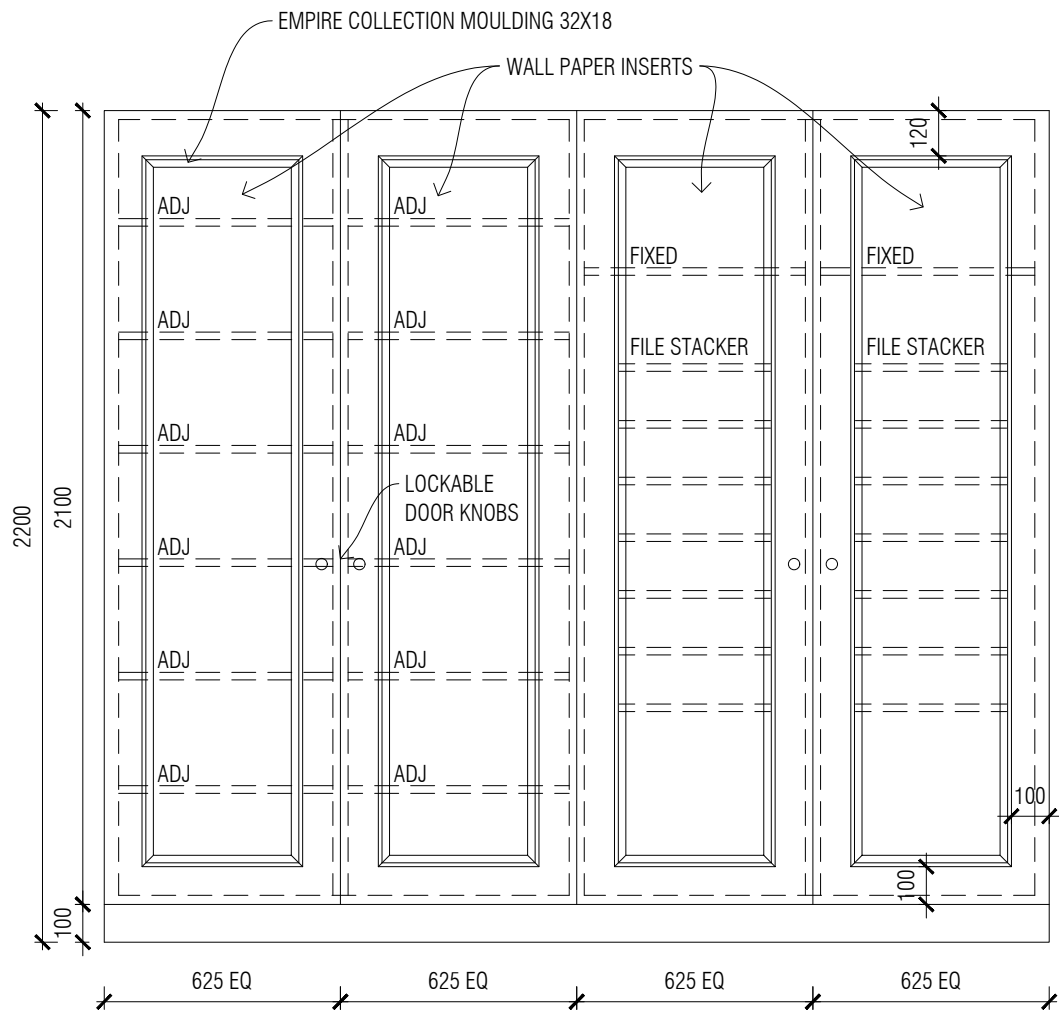 EMPIRE COLLECTION MOULDING 32X18
WALL PAPER INSERTS
120
ADJ
ADJ
FIXED
FIXED
ADJ
ADJ
FILE STACKER
FILE STACKER
ADJ
ADJ
LOCKABLE
DOOR KNOBS
2200
2100
ADJ
ADJ
ADJ
ADJ
ADJ
ADJ
100
100
100
625 EQ
625 EQ
625 EQ
625 EQ